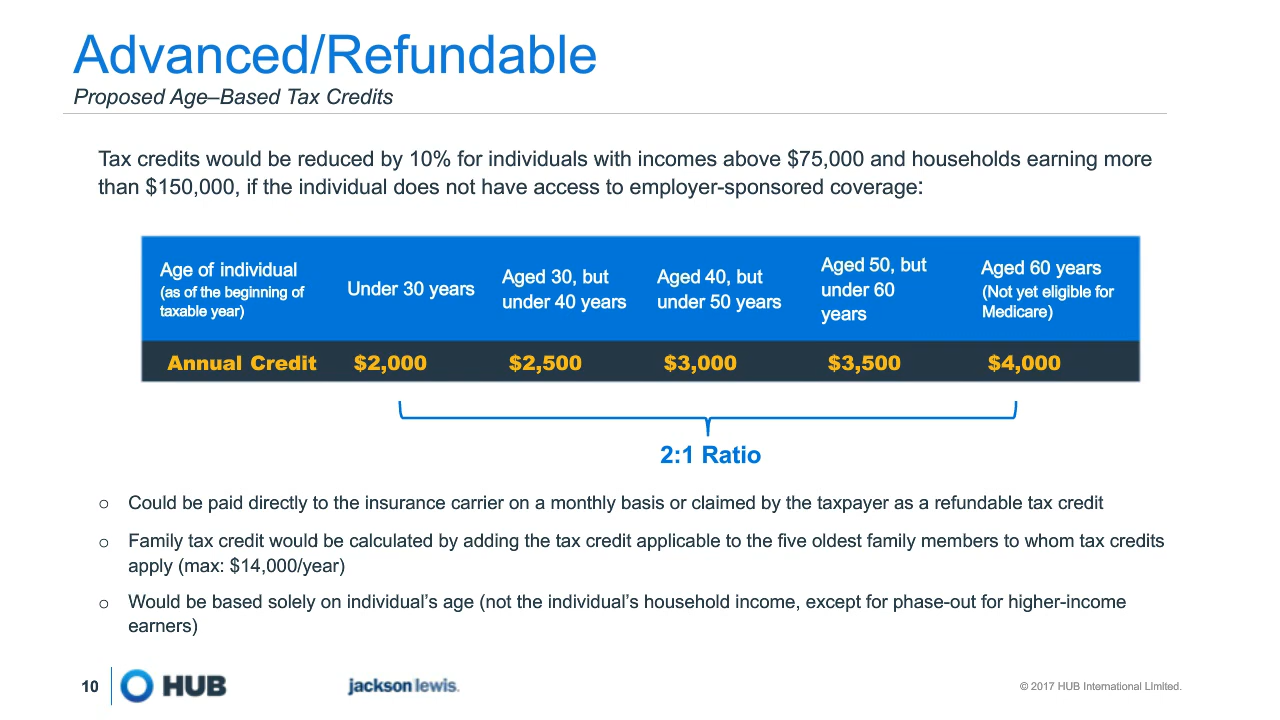 Advanced/Refundable
Proposed Age–Based Tax Credits
Tax credits would be reduced by 10% for individuals with incomes above $75,000 and households earning more
than $150,000, if the individual does not have access to employer-sponsored coverage:
Age of individual
(as of the beginning of
taxable year)
Under 30 years
Aged 30, but
under 40 years
Aged 40, but
under 50 years
Aged 50, but
under 60
years
Aged 60 years
(Not yet eligible for
Medicare)
Annual Credit $2,000 $2,500 $3,000 $3,500 $4,000
2:1 Ratio
○ Could be paid directly to the insurance carrier on a monthly basis or claimed by the taxpayer as a refundable tax credit
○ Family tax credit would be calculated by adding the tax credit applicable to the five oldest family members to whom tax credits
apply (max: $14,000/year)
○ Would be based solely on individual’s age (not the individual’s household income, except for phase-out for higher-income
earners)
10 HUB jackson lewis. © 2017 HUB International Limited.